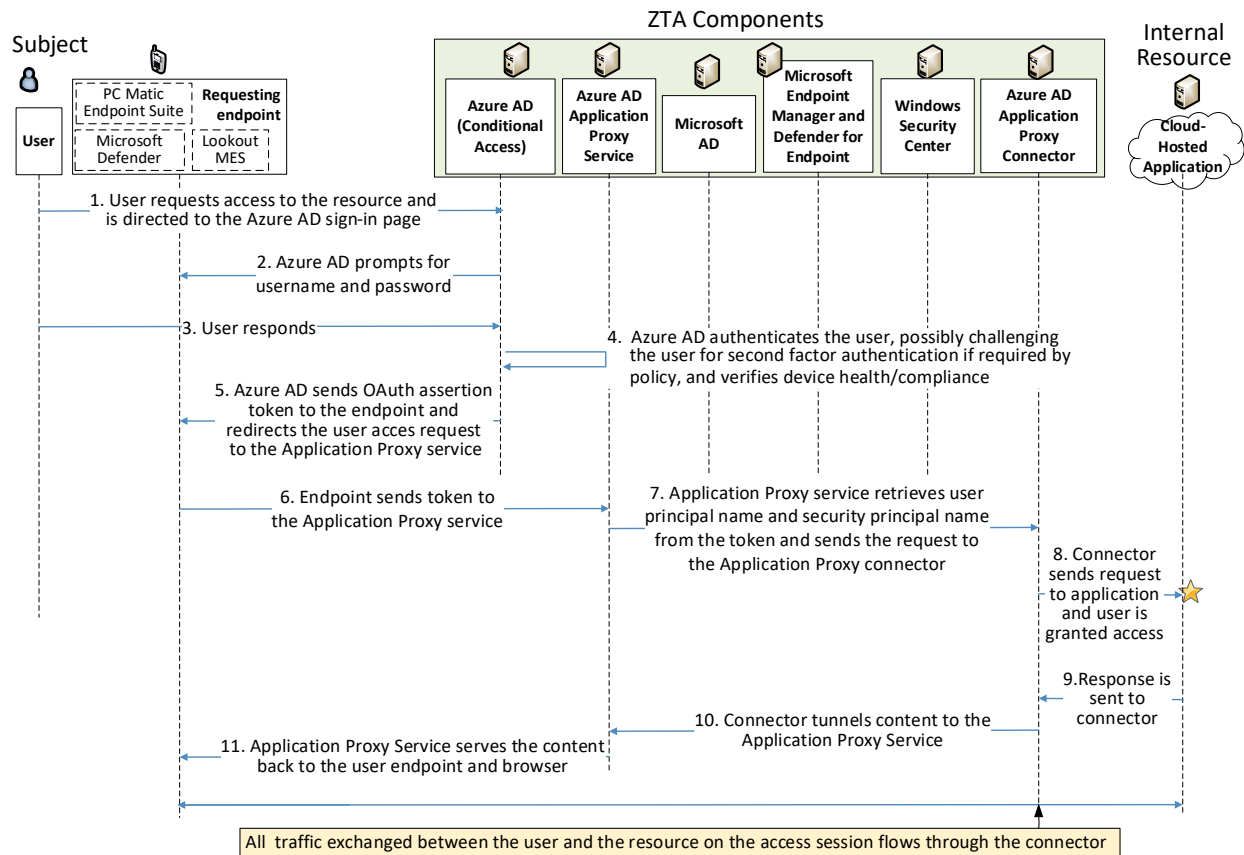 ZTA Components
Subject
Internal
Resource
PC Matic
Endpoint Suite
Requesting
endpoint
Microsoft
Defender
Lookout
MES
User
Azure AD
(Conditional
Access)
Azure AD
Application
Proxy
Service
Microsoft
AD
Microsoft
Endpoint
Manager and
Defender for
Endpoint
Windows
Security
Center
Azure AD
Application
Proxy
Connector
Cloud-
Hosted
Application
1. User requests access to the resource and
is directed to the Azure AD sign-in page
2. Azure AD prompts for
username and password
3. User responds
4. Azure AD authenticates the user, possibly challenging
the user for second factor authentication if required by
policy, and verifies device health/compliance
5. Azure AD sends OAuth assertion
token to the endpoint and
redirects the user acces request
to the Application Proxy service
6. Endpoint sends token to
the Application Proxy service
7. Application Proxy service retrieves user
principal name and security principal name
from the token and sends the request to
the Application Proxy connector
8. Connector
sends request
to application
and user is
granted access
9.Response is
sent to
connector
10. Connector tunnels content to the
Application Proxy Service
11. Application Proxy Service serves the content
back to the user endpoint and browser
All traffic exchanged between the user and the resource on the access session flows through the connector